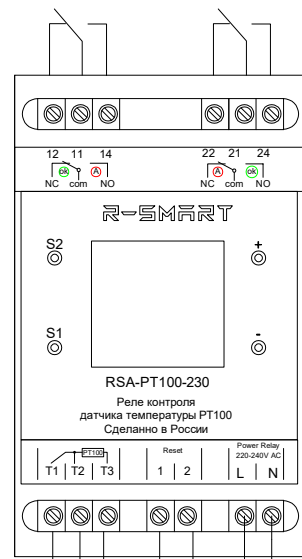 12 11 14 22 21 24
ok A A ok
NC com NO NC com NO
R-SMART
S2 +
S1 -
RSA-PT100-230
Реле контроля
датчика температуры PT100
Сделано в России
Power Relay
Reset 220-240V AC
PT100
T1 T2 T3 1 2 L N